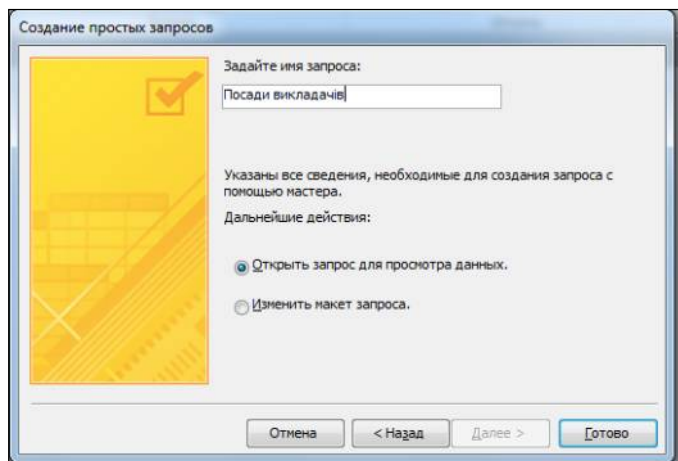 Создание простых запросов
Задайте имя запроса:
Посади викладачів
Указаны все сведения, необходимые для создания запроса с
помощью мастера.
Дальнейшие действия:
Открыть запрос для просмотра данных.
Изменить макет запроса.
Отмена
< Назад
Далее >
Готово